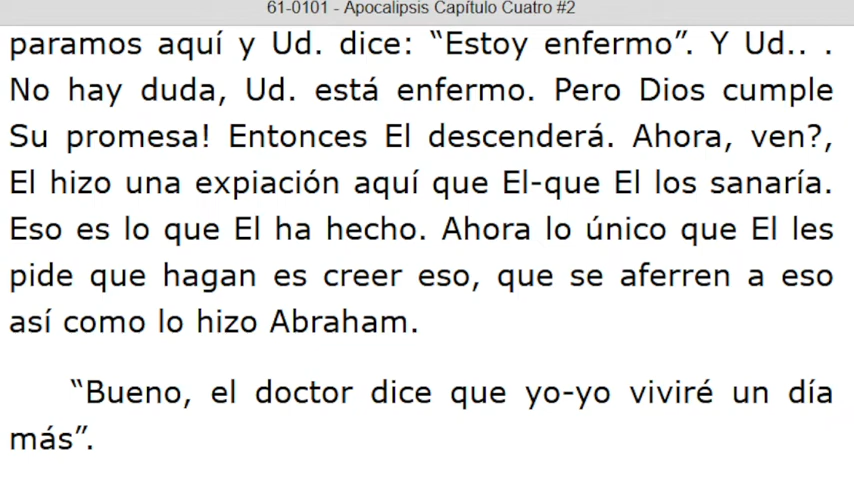 61-0101 - Apocalipsis Capítulo Cuatro #2
paramos aquí y Ud. dice: “Estoy enfermo”. Y Ud.. .
No hay duda, Ud. está enfermo. Pero Dios cumple
Su promesa! Entonces El descenderá. Ahora, ven?,
El hizo una expiación aquí que El-que El los sanaría.
Eso es lo que El ha hecho. Ahora lo único que El les
pide que hagan es creer eso, que se aferren a eso
así como lo hizo Abraham.
“Bueno, el doctor dice que yo-yo viviré un día
más”.